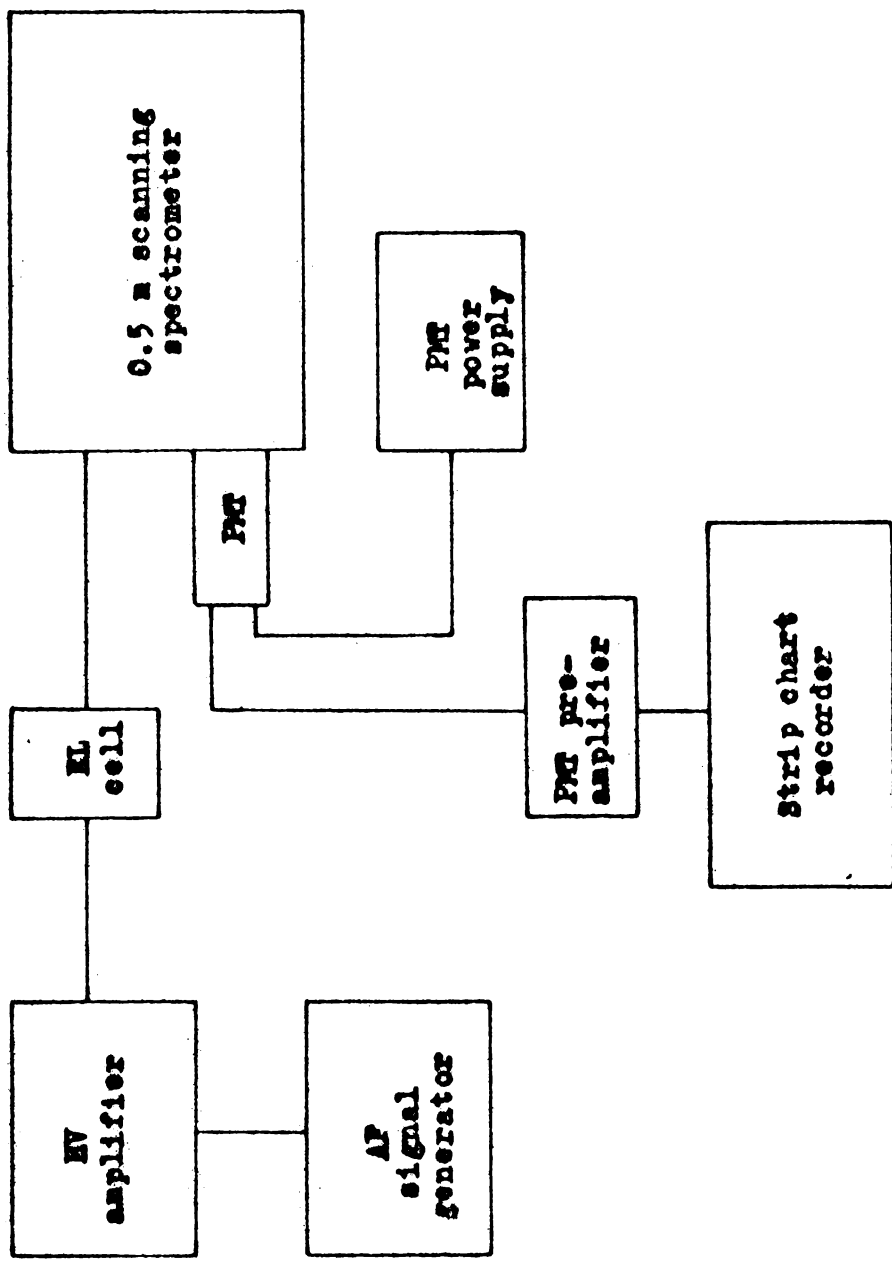 HV
amplifier
EL
cell
0.5 m scanning
spectrometer
AF
signal
generator
PMT
PMT
power
supply
PMT pre-
amplifier
Strip chart
recorder